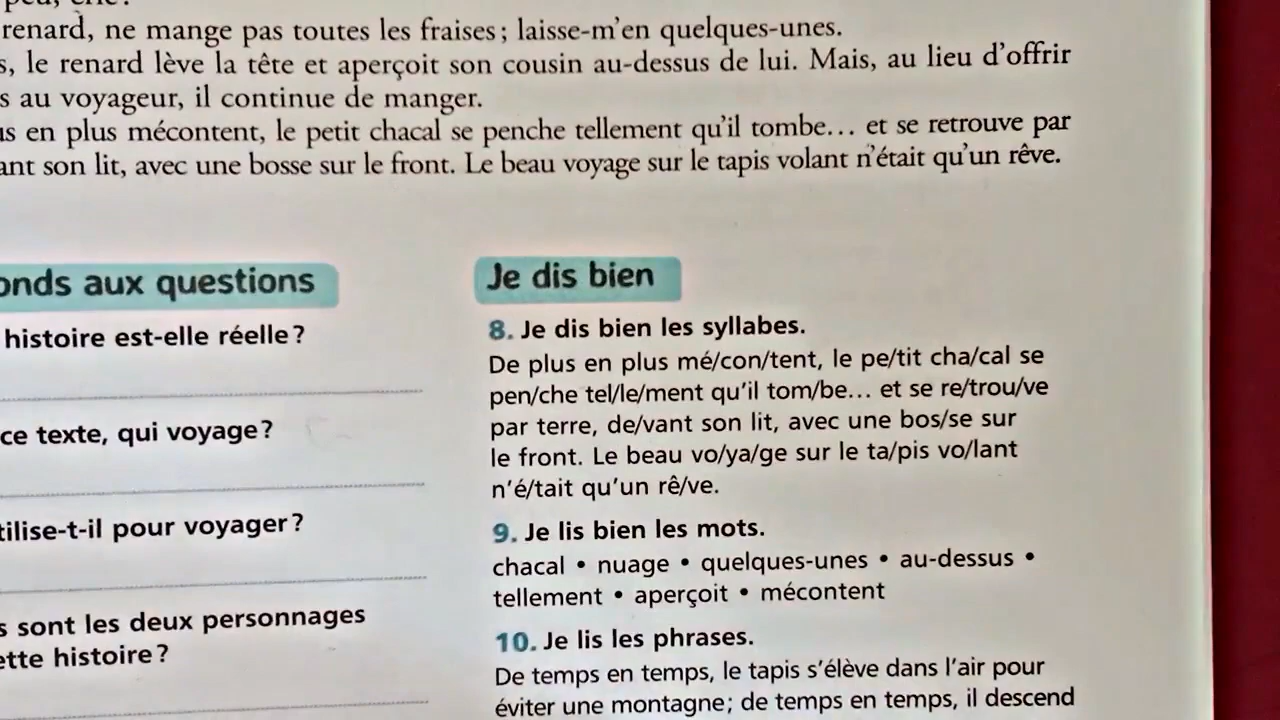 renard, ne mange pas toutes les fraises ; laisse-m'en quelques-unes.
le renard lève la tête et aperçoit son cousin au-dessus de lui. Mais, au lieu d'offrir
au voyageur, il continue de manger.
en plus mécontent, le petit chacal se penche tellement qu'il tombe… et se retrouve par
son lit, avec une bosse sur le front. Le beau voyage sur le tapis volant n'était qu'un rêve.
aux questions
histoire est-elle réelle ?
ce texte, qui voyage ?
pour voyager ?
sont les deux personnages
histoire ?
Je dis bien
8. Je dis bien les syllabes.
De plus en plus mé/con/tent, le pe/tit cha/cal se
pen/che tel/le/ment qu'il tom/be… et se re/trou/ve
par terre, de/vant son lit, avec une bos/se sur
le front. Le beau vo/ya/ge sur le ta/pis vo/lant
n'é/tait qu'un rê/ve.
9. Je lis bien les mots.
chacal • nuage • quelques-unes • au-dessus •
tellement • aperçoit • mécontent
10. Je lis les phrases.
De temps en temps, le tapis s'élève dans l'air pour
éviter une montagne ; de temps en temps, il descend